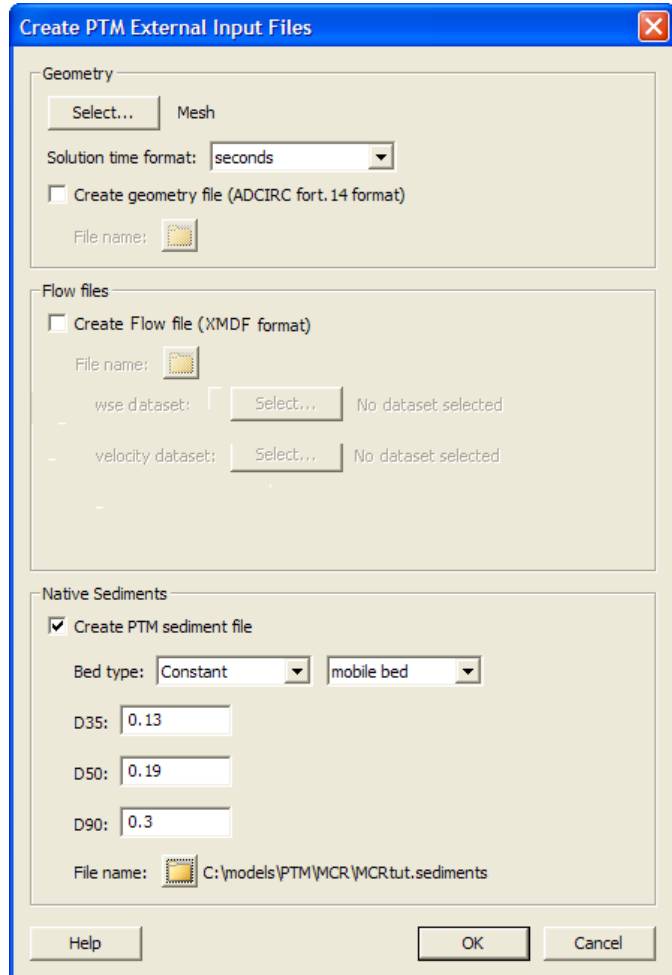 Create PTM External Input Files
Geometry
Select... Mesh
Solution time format: seconds
Create geometry file (ADCIRC fort.14 format)
File name:
Flow files
Create Flow file (XMDF format)
File name:
wse dataset: Select... No dataset selected
velocity dataset: Select... No dataset selected
Native Sediments
Create PTM sediment file
Bed type: Constant mobile bed
D35: 0.13
D50: 0.19
D90: 0.3
File name: C:\models\PTM\MCR\MCRtut.sediments
Help OK Cancel